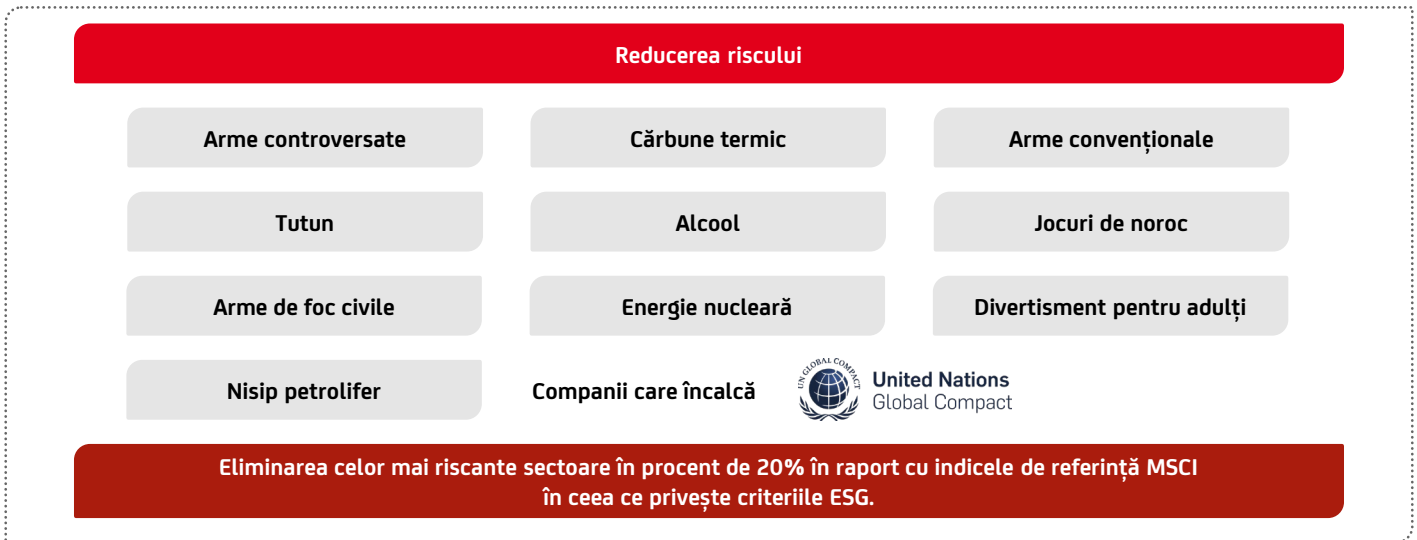 Reducerea riscului
Arme controversate
Cărbune termic
Arme convenționale
Tutun
Alcool
Jocuri de noroc
Arme de foc civile
Energie nucleară
Divertisment pentru adulți
Nisip petrolifer
Companii care încalcă
UN GLOBAL COMPACT
United Nations
Global Compact
Eliminarea celor mai riscante sectoare în procent de 20% în raport cu indicele de referință MSCI
în ceea ce privește criteriile ESG.